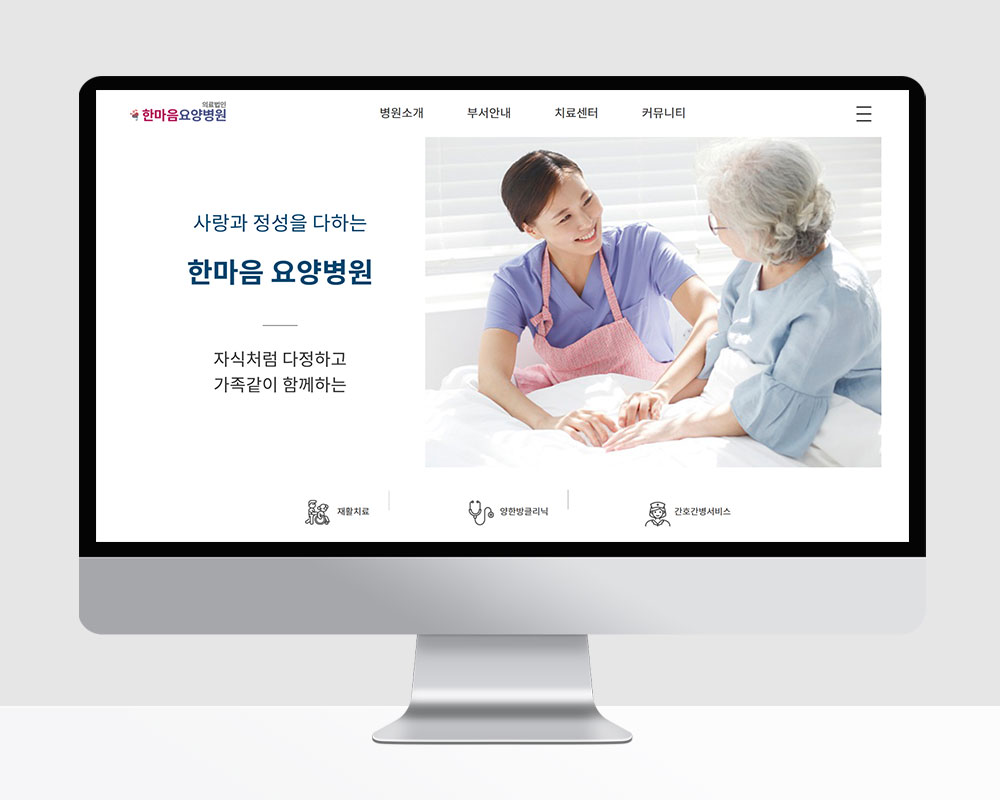 의료법인
한마음요양병원
병원소개 부서안내 치료센터 커뮤니티
사랑과 정성을 다하는
한마음 요양병원
자식처럼 다정하고
가족같이 함께하는
재활치료 양한방클리닉 간호간병서비스